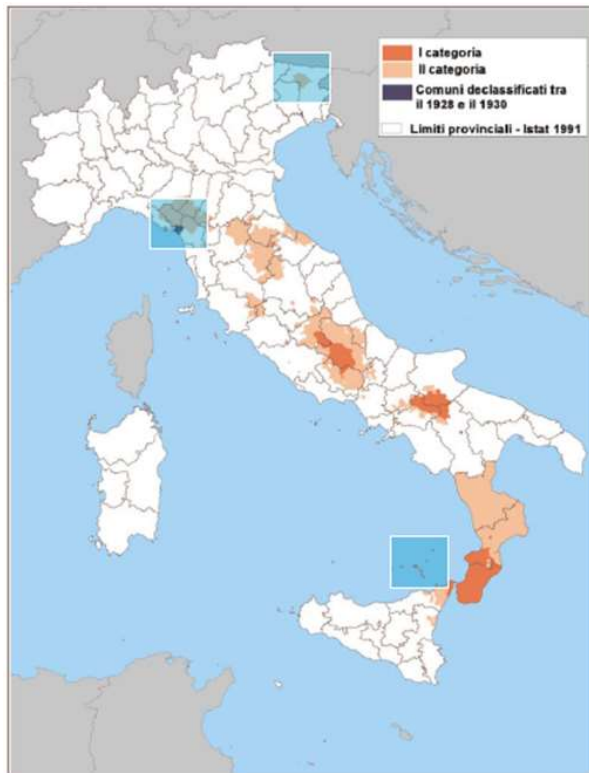 I categoria
II categoria
Comuni declassificati tra
il 1928 e il 1930
Limiti provinciali - Istat 1991